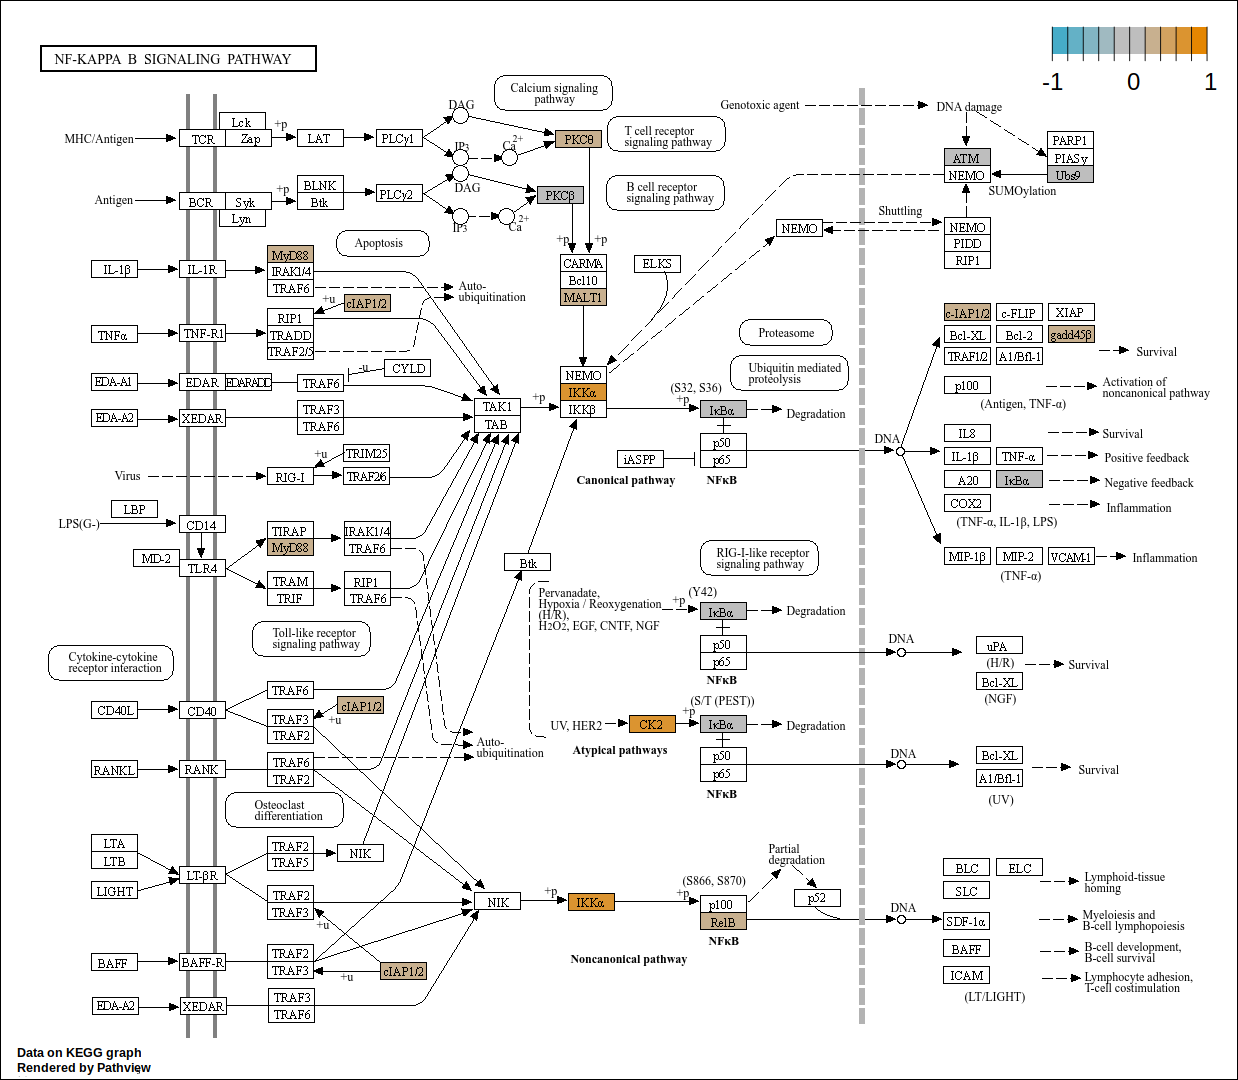 NF-KAPPA B SIGNALING PATHWAY
-1 0 1
Calcium signaling
pathway
T cell receptor
signaling pathway
B cell receptor
signaling pathway
Genotoxic agent
DNA damage
MHC/Antigen
TCR
Lck
Zap
+p
LAT
PLCγ1
DAG
IP3
Ca2+
PKCθ
Antigen
BCR
Syk
Lyn
+p
BLNK
Btk
PLCγ2
DAG
IP3
Ca2+
PKCβ
+p
+p
ATM
NEMO
PARP1
PIASy
Ubs9
SUMOylation
Shuttling
NEMO
NEMO
PIDD
RIP1
Apoptosis
IL-1β
IL-1R
MyD88
IRAK1/4
TRAF6
Auto-
ubiquitination
CARMA
Bcl10
MALT1
ELKS
+u
cIAP1/2
TNFα
TNF-R1
RIP1
TRADD
TRAF2/5
Proteasome
Ubiquitin mediated
proteolysis
EDA-A1
EDAR
EDARADD
TRAF6
-u
CYLD
EDA-A2
XEDAR
TRAF3
TRAF6
TAK1
TAB
+p
NEMO
IKKα
IKKβ
(S32, S36)
+p
IκBα
Degradation
p50
p65
NFκB
iASPP
Canonical pathway
DNA
c-IAP1/2
c-FLIP
XIAP
Bcl-XL
Bcl-2
gadd45β
TRAF1/2
A1/Bfl-1
Survival
p100
(Antigen, TNF-α)
Activation of
noncanonical pathway
IL8
Survival
IL-1β
TNF-α
Positive feedback
A20
IκBα
Negative feedback
COX2
Inflammation
(TNF-α, IL-1β, LPS)
MIP-1β
MIP-2
VCAM-1
Inflammation
(TNF-α)
Virus
RIG-I
+u
TRIM25
TRAF2/6
LBP
LPS(G-)
CD14
MD-2
TLR4
TIRAP
MyD88
IRAK1/4
TRAF6
TRAM
TRIF
RIP1
TRAF6
Btk
RIG-I-like receptor
signaling pathway
Pervanadate,
Hypoxia / Reoxygenation
(H/R),
H2O2, EGF, CNTF, NGF
+p
(Y42)
IκBα
Degradation
p50
p65
NFκB
DNA
uPA
(H/R)
Bcl-XL
(NGF)
Survival
Toll-like receptor
signaling pathway
Cytokine-cytokine
receptor interaction
CD40L
CD40
TRAF6
TRAF3
TRAF2
cIAP1/2
+u
UV, HER2
CK2
+p
(S/T (PEST))
IκBα
Degradation
Atypical pathways
p50
p65
NFκB
DNA
Bcl-XL
A1/Bfl-1
(UV)
Survival
Auto-
ubiquitination
RANKL
RANK
TRAF6
TRAF2
Osteoclast
differentiation
LTA
LTB
LIGHT
LT-βR
TRAF2
TRAF5
NIK
TRAF2
TRAF3
+u
NIK
+p
IKKα
+p
(S866, S870)
p100
RelB
NFκB
Partial
degradation
p52
DNA
Noncanonical pathway
BLC
ELC
SLC
Lymphoid-tissue
homing
SDF-1α
Myeloiesis and
B-cell lymphopoiesis
BAFF
B-cell development,
B-cell survival
ICAM
Lymphocyte adhesion,
T-cell costimulation
(LT/LIGHT)
BAFF
BAFF-R
TRAF2
TRAF3
+u
cIAP1/2
EDA-A2
XEDAR
TRAF3
TRAF6
Data on KEGG graph
Rendered by Pathview